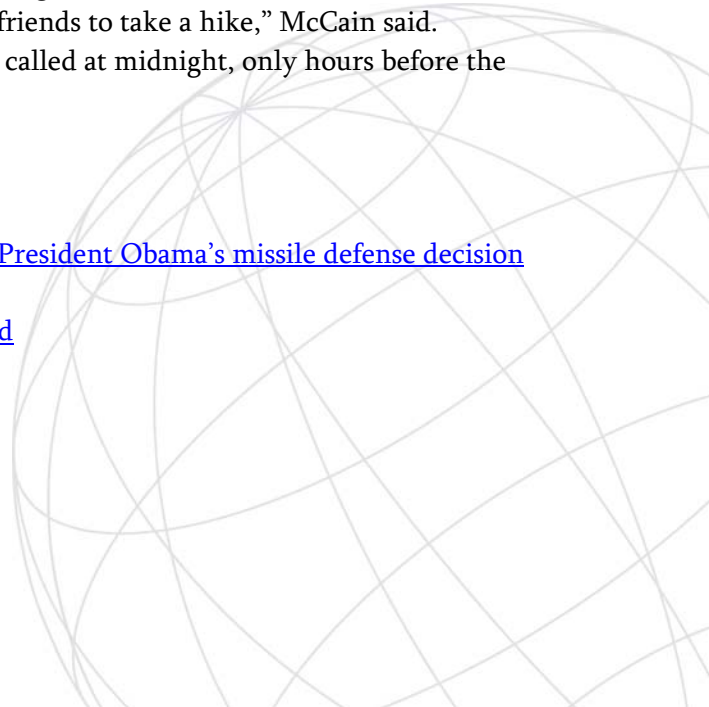 friends to take a hike,” McCain said.
called at midnight, only hours before the
President Obama’s missile defense decision
d